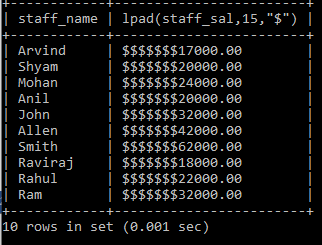 | staff_name | lpad(staff_sal,15,"$") |
| Arvind | $$$$$$$17000.00 |
| Shyam | $$$$$$$20000.00 |
| Mohan | $$$$$$$24000.00 |
| Anil | $$$$$$$20000.00 |
| John | $$$$$$$32000.00 |
| Allen | $$$$$$$42000.00 |
| Smith | $$$$$$$62000.00 |
| Raviraj | $$$$$$$18000.00 |
| Rahul | $$$$$$$22000.00 |
| Ram | $$$$$$$32000.00 |
10 rows in set (0.001 sec)